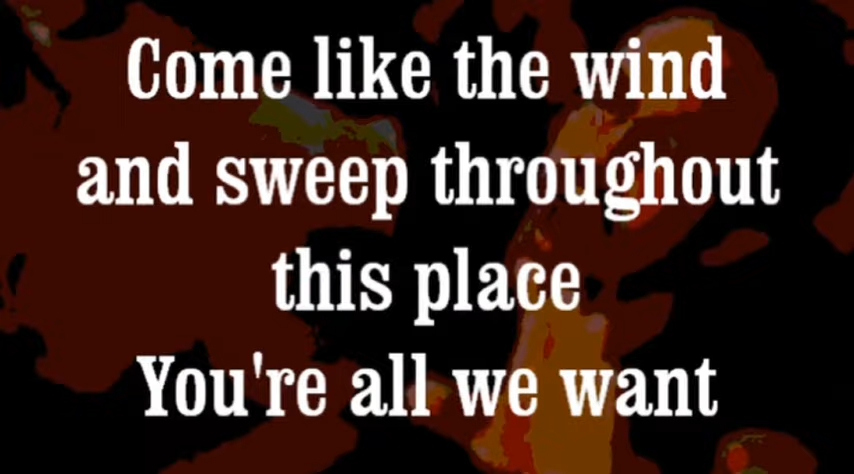 Come like the wind
and sweep throughout
this place
You're all we want